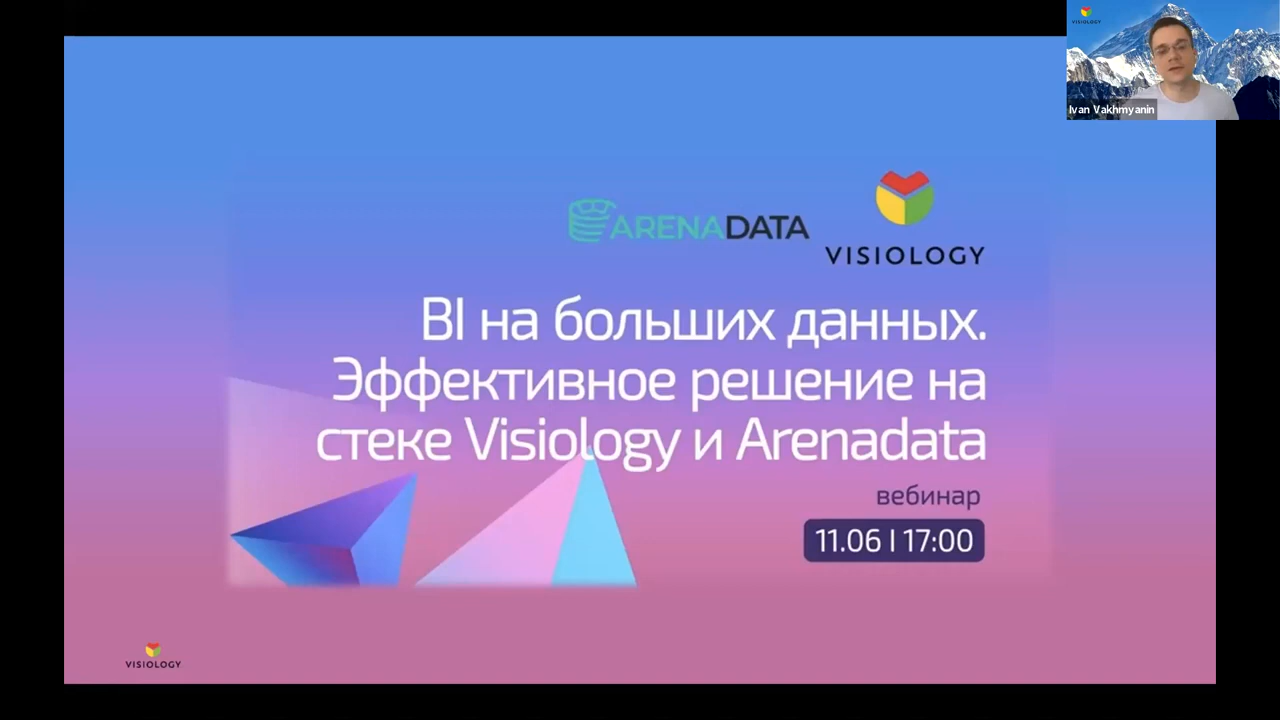 VISIOLOGY
Ivan Vakhmyanin
ARENADATA
VISIOLOGY
BI на больших данных.
Эффективное решение на
стеке Visiology и Arenadata
вебинар
11.06 | 17:00
VISIOLOGY